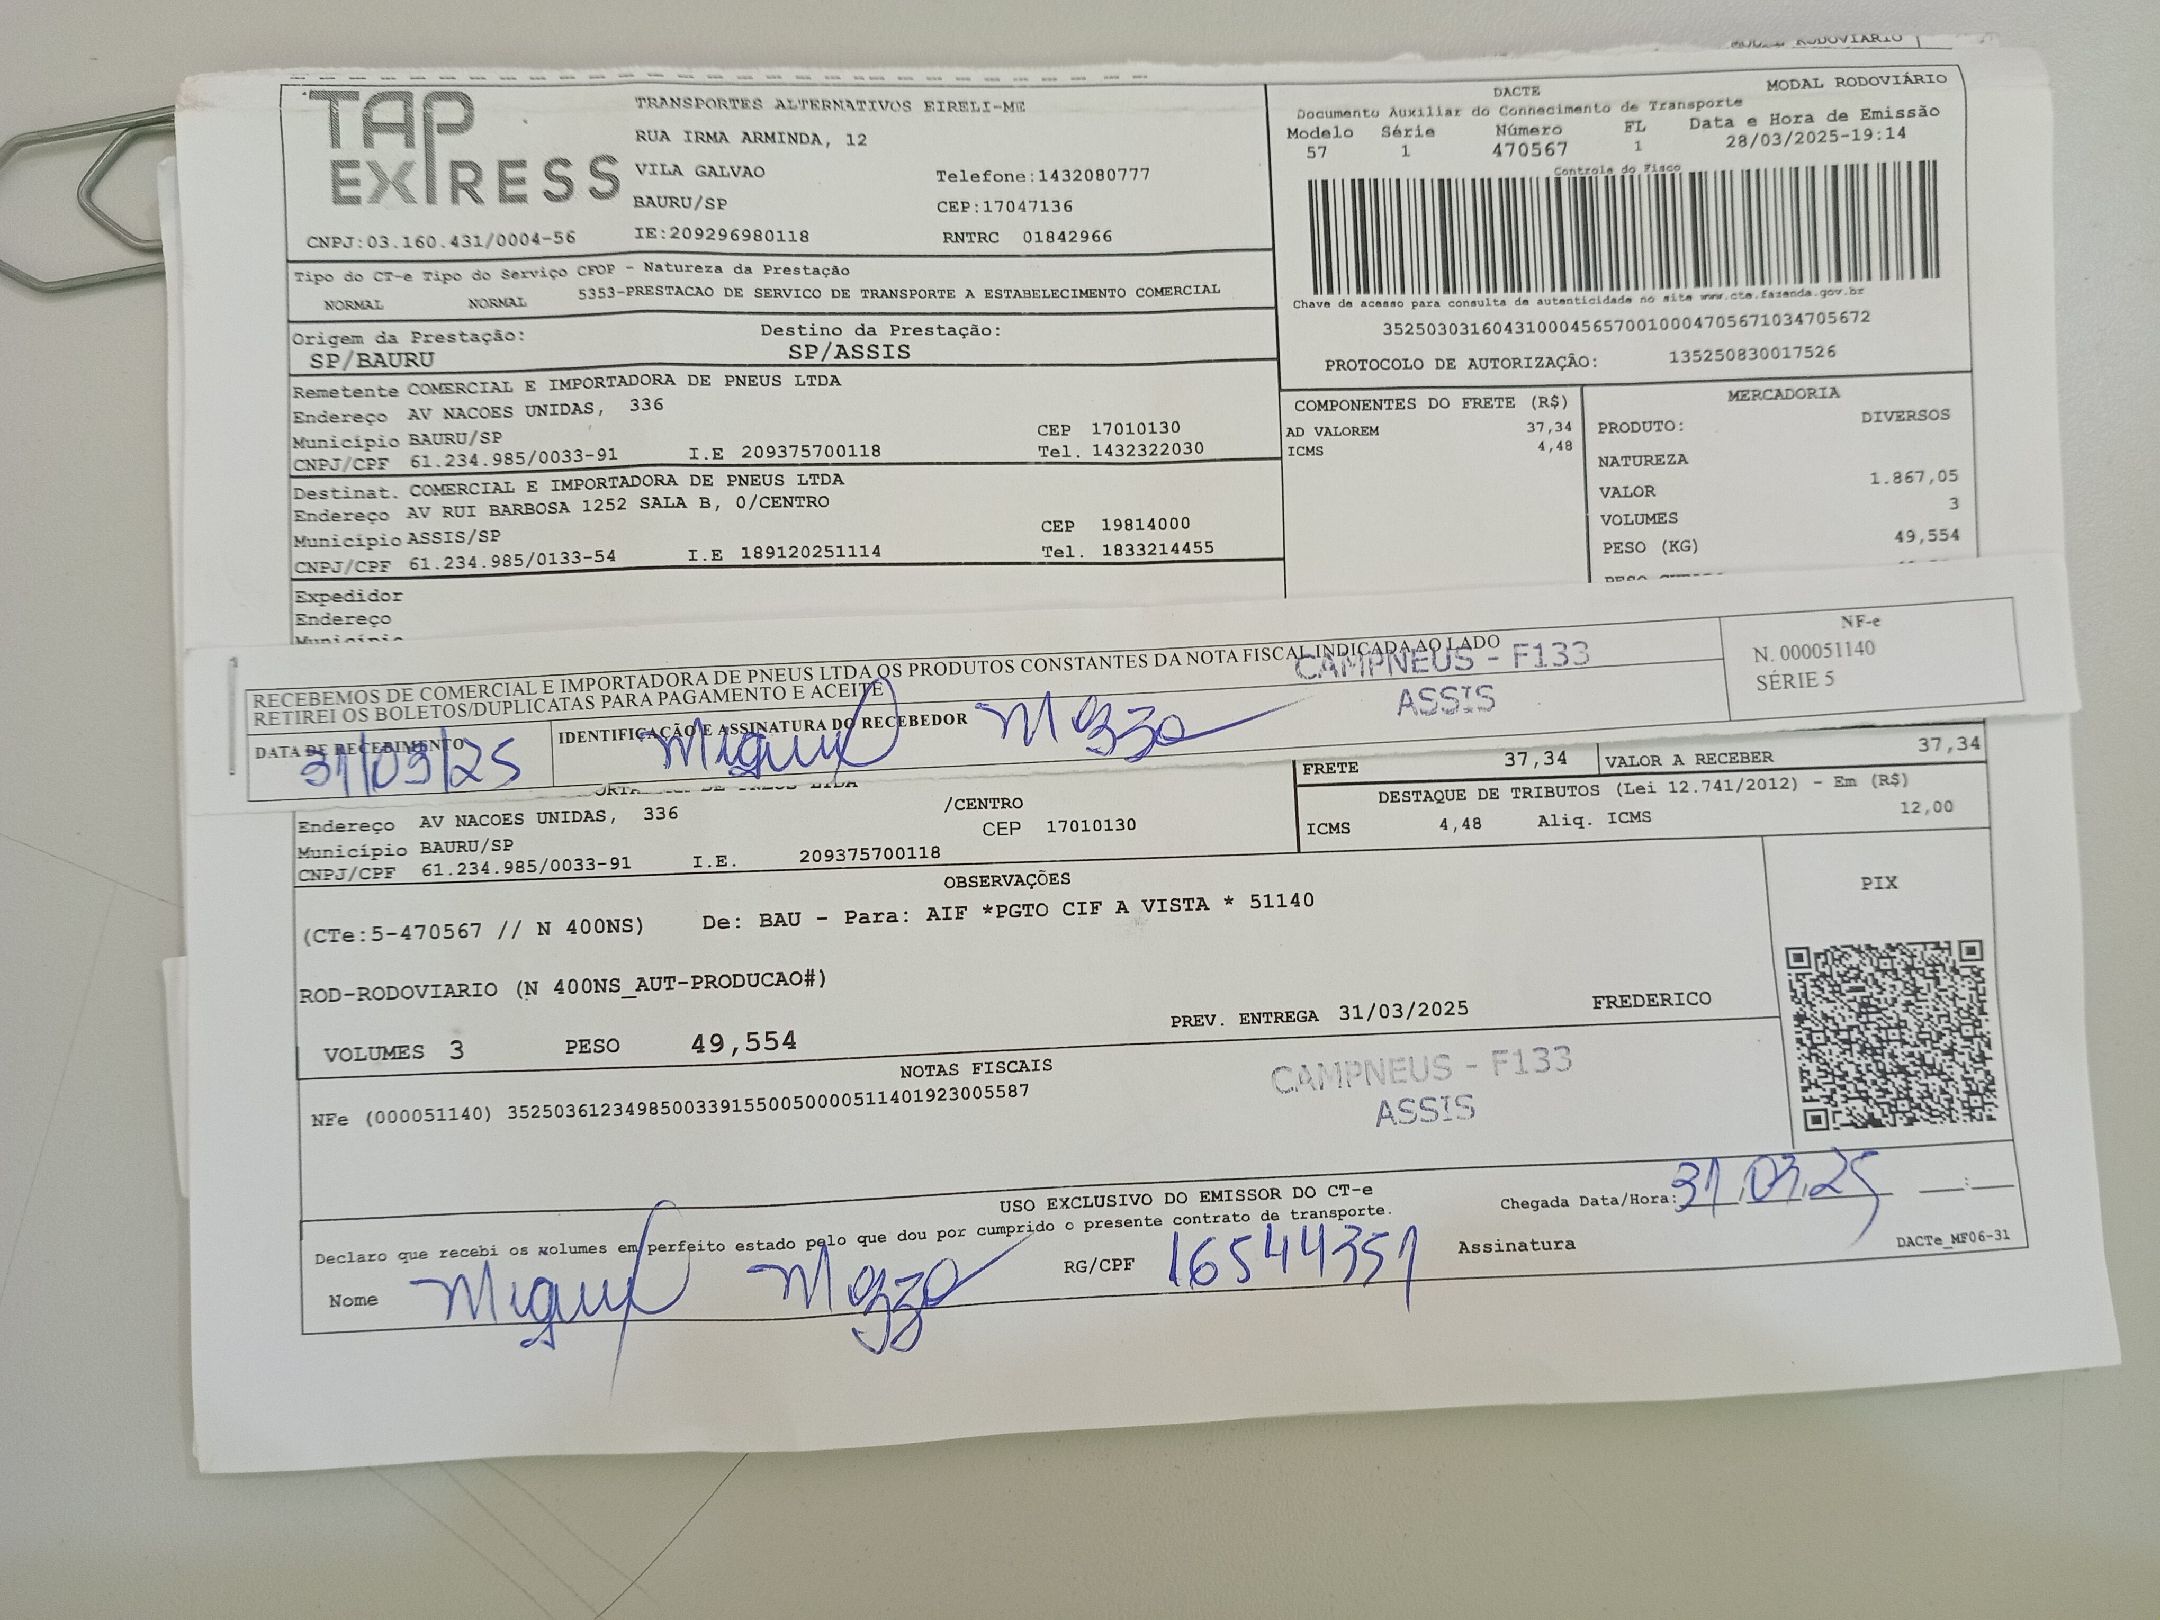 MODAL RODOVIÁRIO
TAP EXPRESS
TRANSPORTES ALTERNATIVOS EIRELI-ME
RUA IRMA ARMINDA, 12
VILA GALVAO Telefone:1432080777
BAURU/SP CEP:17047136
CNPJ:03.160.431/0004-56 IE:209296980118 RNTRC 01842966
DACTE MODAL RODOVIÁRIO
Documento Auxiliar do Connecimento de Transporte
Modelo Série Número FL Data e Hora de Emissão
57 1 470567 1 28/03/2025-19:14
Controle do Fisco
Chave de acesso para consulta de autenticidade no site www.cte.fazenda.gov.br
35250303160431000456570010004705671034705672
PROTOCOLO DE AUTORIZAÇÃO: 135250830017526
Tipo do CT-e Tipo do Serviço CFOP - Natureza da Prestação
NORMAL NORMAL 5353-PRESTACAO DE SERVICO DE TRANSPORTE A ESTABELECIMENTO COMERCIAL
Origem da Prestação: Destino da Prestação:
SP/BAURU SP/ASSIS
Remetente COMERCIAL E IMPORTADORA DE PNEUS LTDA
Endereço AV NACOES UNIDAS, 336
Município BAURU/SP CEP 17010130
CNPJ/CPF 61.234.985/0033-91 I.E 209375700118 Tel. 1432322030
Destinat. COMERCIAL E IMPORTADORA DE PNEUS LTDA
Endereço AV RUI BARBOSA 1252 SALA B, 0/CENTRO
Município ASSIS/SP CEP 19814000
CNPJ/CPF 61.234.985/0133-54 I.E 189120251114 Tel. 1833214455
Expedidor
Endereço
Município
COMPONENTES DO FRETE (R$)
AD VALOREM 37,34
ICMS 4,48
MERCADORIA
PRODUTO: DIVERSOS
NATUREZA
VALOR 1.867,05
VOLUMES 3
PESO (KG) 49,554
RECEBEMOS DE COMERCIAL E IMPORTADORA DE PNEUS LTDA OS PRODUTOS CONSTANTES DA NOTA FISCAL INDICADA AO LADO
RETIREI OS BOLETOS/DUPLICATAS PARA PAGAMENTO E ACEITE
NF-e
N. 000051140
SÉRIE 5
CAMPNEUS - F133
ASSIS
DATA DE RECEBIMENTO IDENTIFICAÇÃO E ASSINATURA DO RECEBEDOR
31/03/25 Miguel Mozzo
FRETE 37,34 VALOR A RECEBER 37,34
DESTAQUE DE TRIBUTOS (Lei 12.741/2012) - Em (R$)
ICMS 4,48 Aliq. ICMS 12,00
Endereço AV NACOES UNIDAS, 336 /CENTRO
Município BAURU/SP CEP 17010130
CNPJ/CPF 61.234.985/0033-91 I.E. 209375700118
OBSERVAÇÕES
(CTe:5-470567 // N 400NS) De: BAU - Para: AIF *PGTO CIF A VISTA * 51140
ROD-RODOVIARIO (N 400NS_AUT-PRODUCAO#)
PREV. ENTREGA 31/03/2025 FREDERICO
VOLUMES 3 PESO 49,554
PIX
NOTAS FISCAIS
NFe (000051140) 35250361234985003391550050000511401923005587
CAMPNEUS - F133
ASSIS
USO EXCLUSIVO DO EMISSOR DO CT-e
Declaro que recebi os volumes em perfeito estado pelo que dou por cumprido o presente contrato de transporte.
Chegada Data/Hora: 31.03.25 __:__
Nome Miguel Mozzo RG/CPF 16544351 Assinatura
DACTe_MF06-31